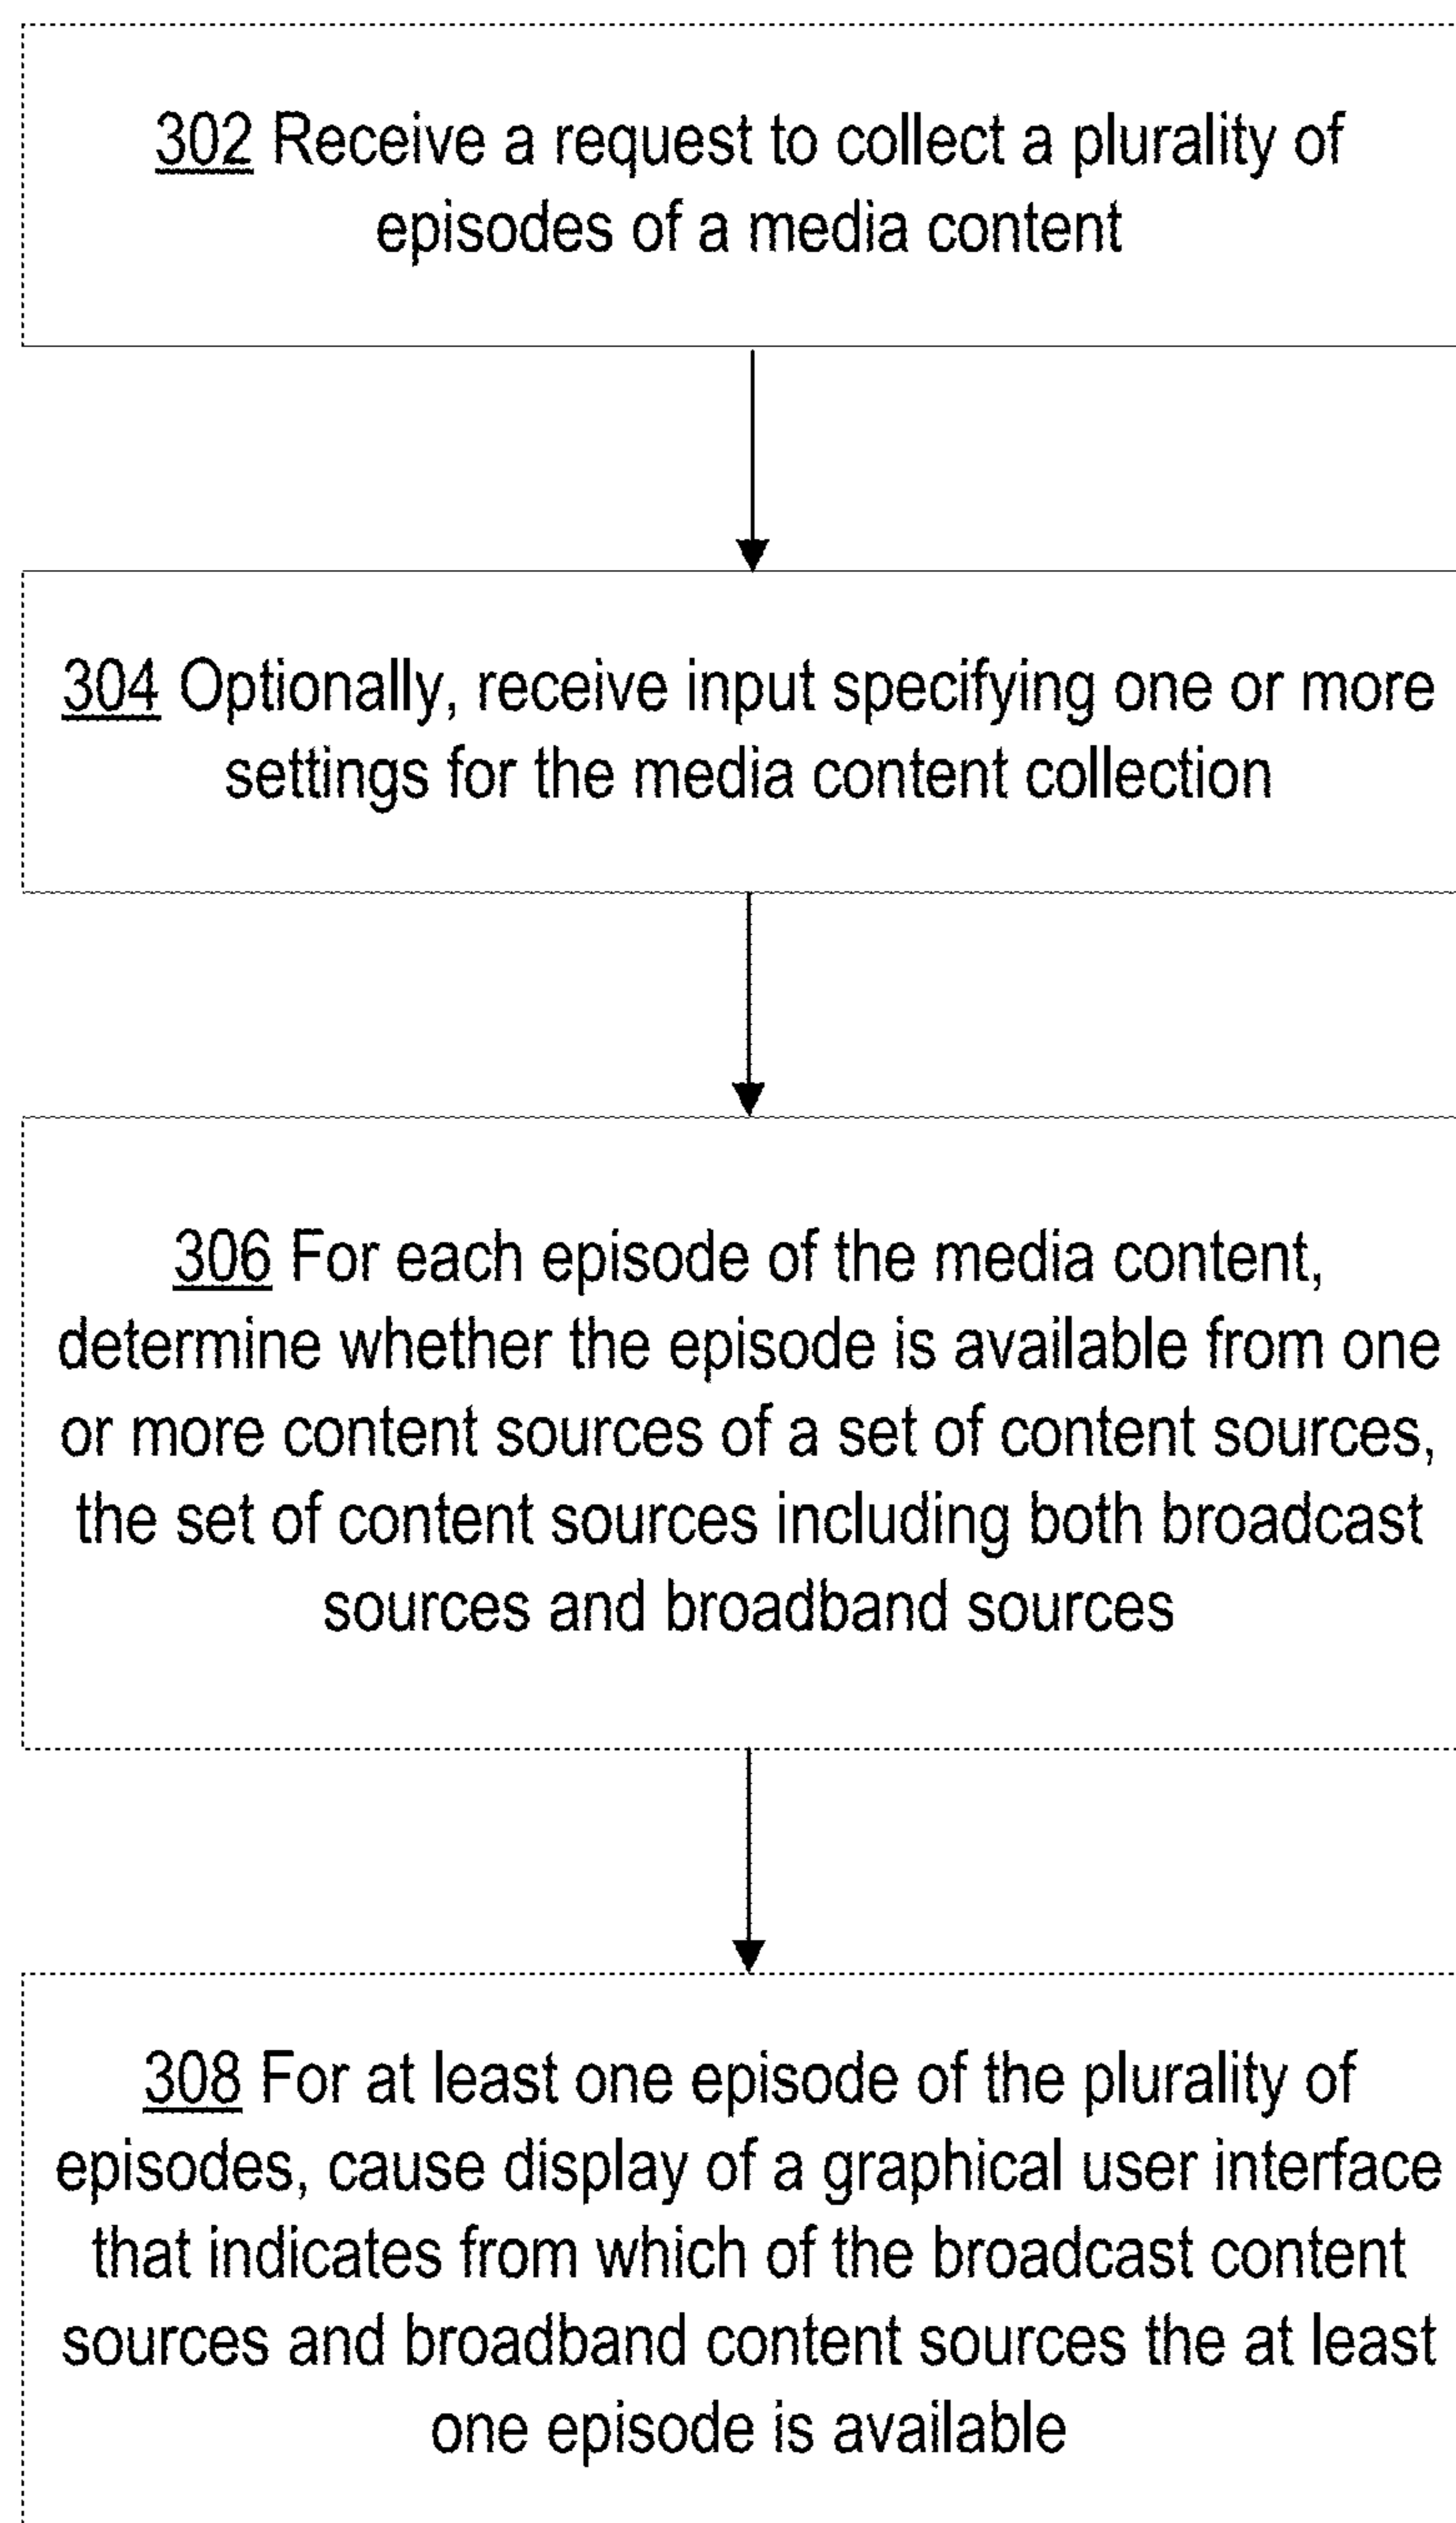 302 Receive a request to collect a plurality of
episodes of a media content
304 Optionally, receive input specifying one or more
settings for the media content collection
306 For each episode of the media content,
determine whether the episode is available from one
or more content sources of a set of content sources,
the set of content sources including both broadcast
sources and broadband sources
308 For at least one episode of the plurality of
episodes, cause display of a graphical user interface
that indicates from which of the broadcast content
sources and broadband content sources the at least
one episode is available